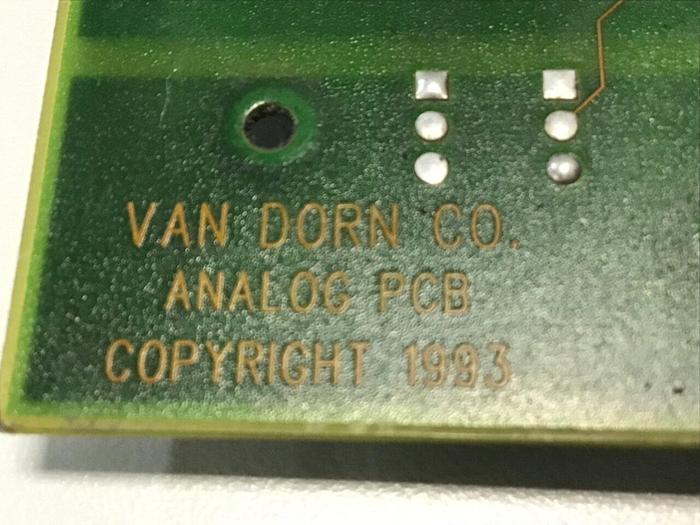 VAN DORN CO.
ANALOG PCB
COPYRIGHT 1993